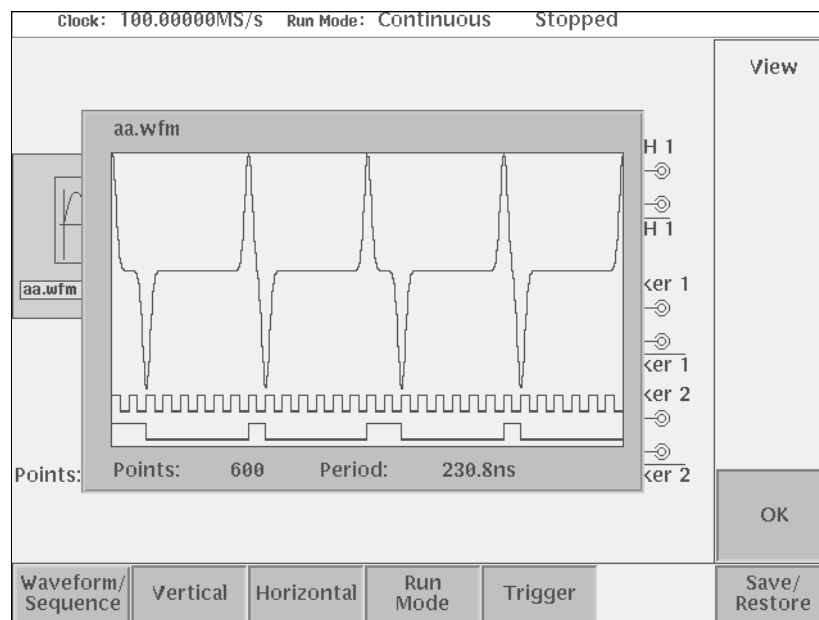 Clock: 100.00000MS/s Run Mode: Continuous Stopped
View
aa.wfm
H 1
H 1
aa.wfm
ker 1
ker 1
ker 2
Points:
Points: 600 Period: 230.8ns
ker 2
OK
Waveform/
Sequence
Vertical
Horizontal
Run
Mode
Trigger
Save/
Restore